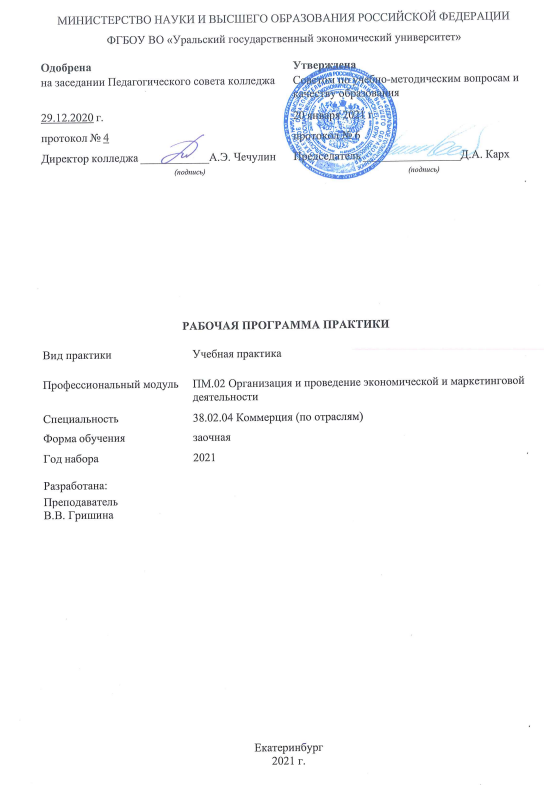 МИНИСТЕРСТВО НАУКИ И ВЫСШЕГО ОБРАЗОВАНИЯ РОССИЙСКОЙ ФЕДЕРАЦИИ
ФГБОУ ВО «Уральский государственный экономический университет»
Одобрена
на заседании Педагогического совета колледжа
29.12.2020 г.
протокол № 4
Директор колледжа А.Э. Чечулин
(подпись)
Утверждена
Советом по учебно-методическим вопросам и
качеству образования
20 января 2021 г.
протокол № 6
Председатель Д.А. Карх
(подпись)
РАБОЧАЯ ПРОГРАММА ПРАКТИКИ
Вид практики Учебная практика
Профессиональный модуль ПМ.02 Организация и проведение экономической и маркетинговой
деятельности
Специальность 38.02.04 Коммерция (по отраслям)
Форма обучения заочная
Год набора 2021
Разработана:
Преподаватель
В.В. Гришина
Екатеринбург
2021 г.